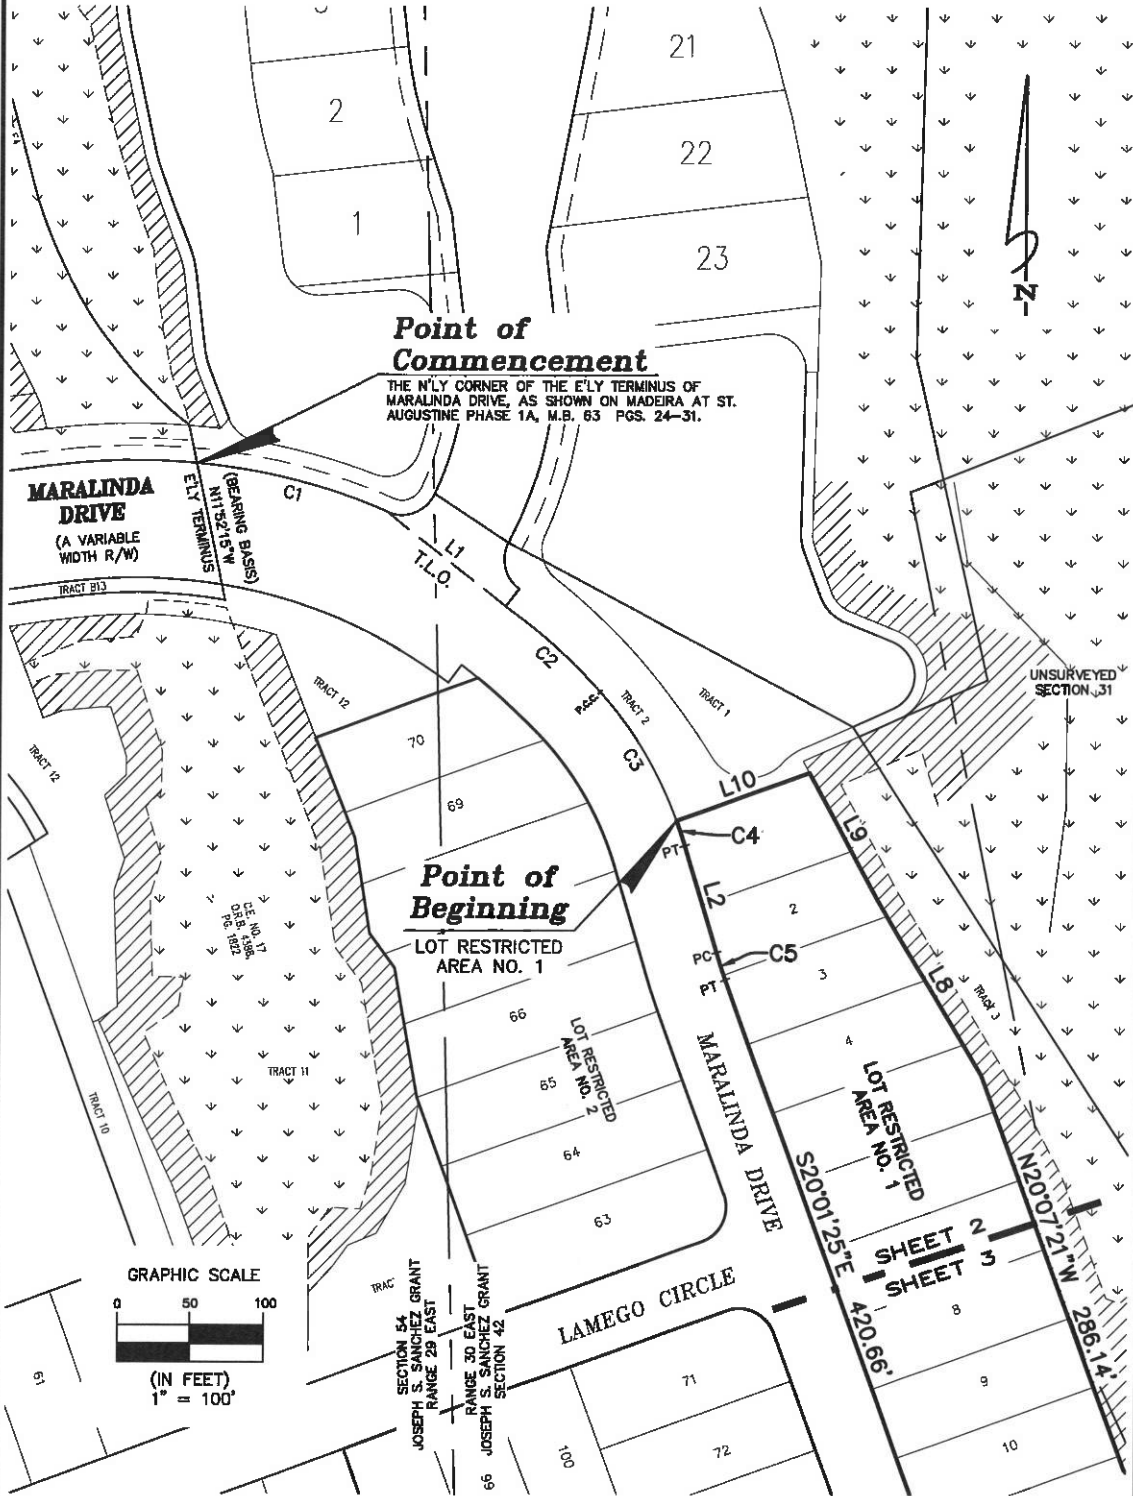 21
2
22
1
23
N
Point of
Commencement
THE N'LY CORNER OF THE E'LY TERMINUS OF
MARALINDA DRIVE, AS SHOWN ON MADEIRA AT ST.
AUGUSTINE PHASE 1A, M.B. 63 PGS. 24-31.
MARALINDA
DRIVE
(A VARIABLE
WIDTH R/W)
E'LY TERMINUS
N11°52'15"W
(BEARING BASIS)
C1
L1
T.L.O.
TRACT B13
C2
P.C.C.
TRACT 2
TRACT 1
C3
UNSURVEYED
SECTION 31
TRACT 12
TRACT 12
70
69
L10
C4
PT
L9
L2
Point of
Beginning
LOT RESTRICTED
AREA NO. 1
2
PC
C5
PT
3
L8
TRACT 3
C.E. NO. 17
O.R.B. 4398,
PG. 1822
66
LOT RESTRICTED
AREA NO. 2
65
64
63
4
LOT RESTRICTED
AREA NO. 1
MARALINDA DRIVE
TRACT 11
TRACT 10
S20°01'25"E 420.66'
N20°07'21"W 286.14'
SHEET 2
SHEET 3
GRAPHIC SCALE
0 50 100
(IN FEET)
1" = 100'
TRAC
LAMEGO CIRCLE
SECTION 54
JOSEPH S. SANCHEZ GRANT
RANGE 29 EAST
RANGE 30 EAST
JOSEPH S. SANCHEZ GRANT
SECTION 42
8
9
10
71
72
61
66
100